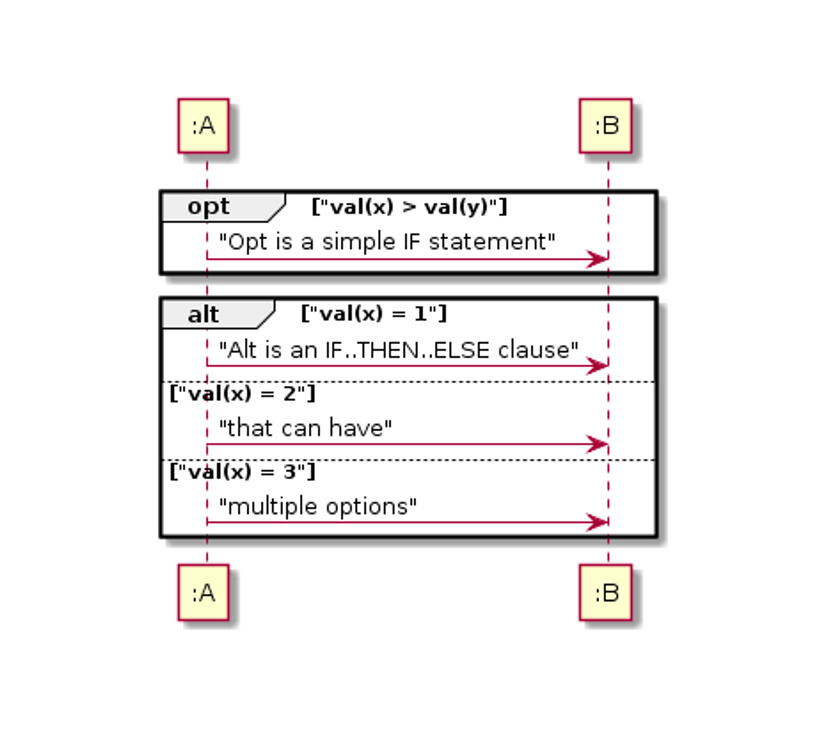 :A
:B
opt ["val(x) > val(y)"]
"Opt is a simple IF statement"
alt ["val(x) = 1"]
"Alt is an IF..THEN..ELSE clause"
["val(x) = 2"]
"that can have"
["val(x) = 3"]
"multiple options"
:A
:B